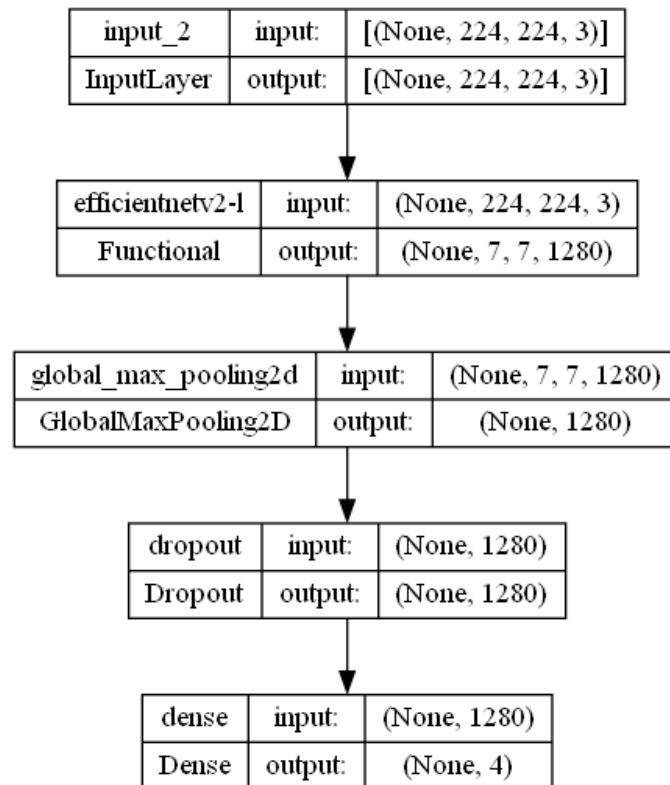 input_2 input: [(None, 224, 224, 3)]
InputLayer output: [(None, 224, 224, 3)]
efficientnetv2-l input: (None, 224, 224, 3)
Functional output: (None, 7, 7, 1280)
global_max_pooling2d input: (None, 7, 7, 1280)
GlobalMaxPooling2D output: (None, 1280)
dropout input: (None, 1280)
Dropout output: (None, 1280)
dense input: (None, 1280)
Dense output: (None, 4)